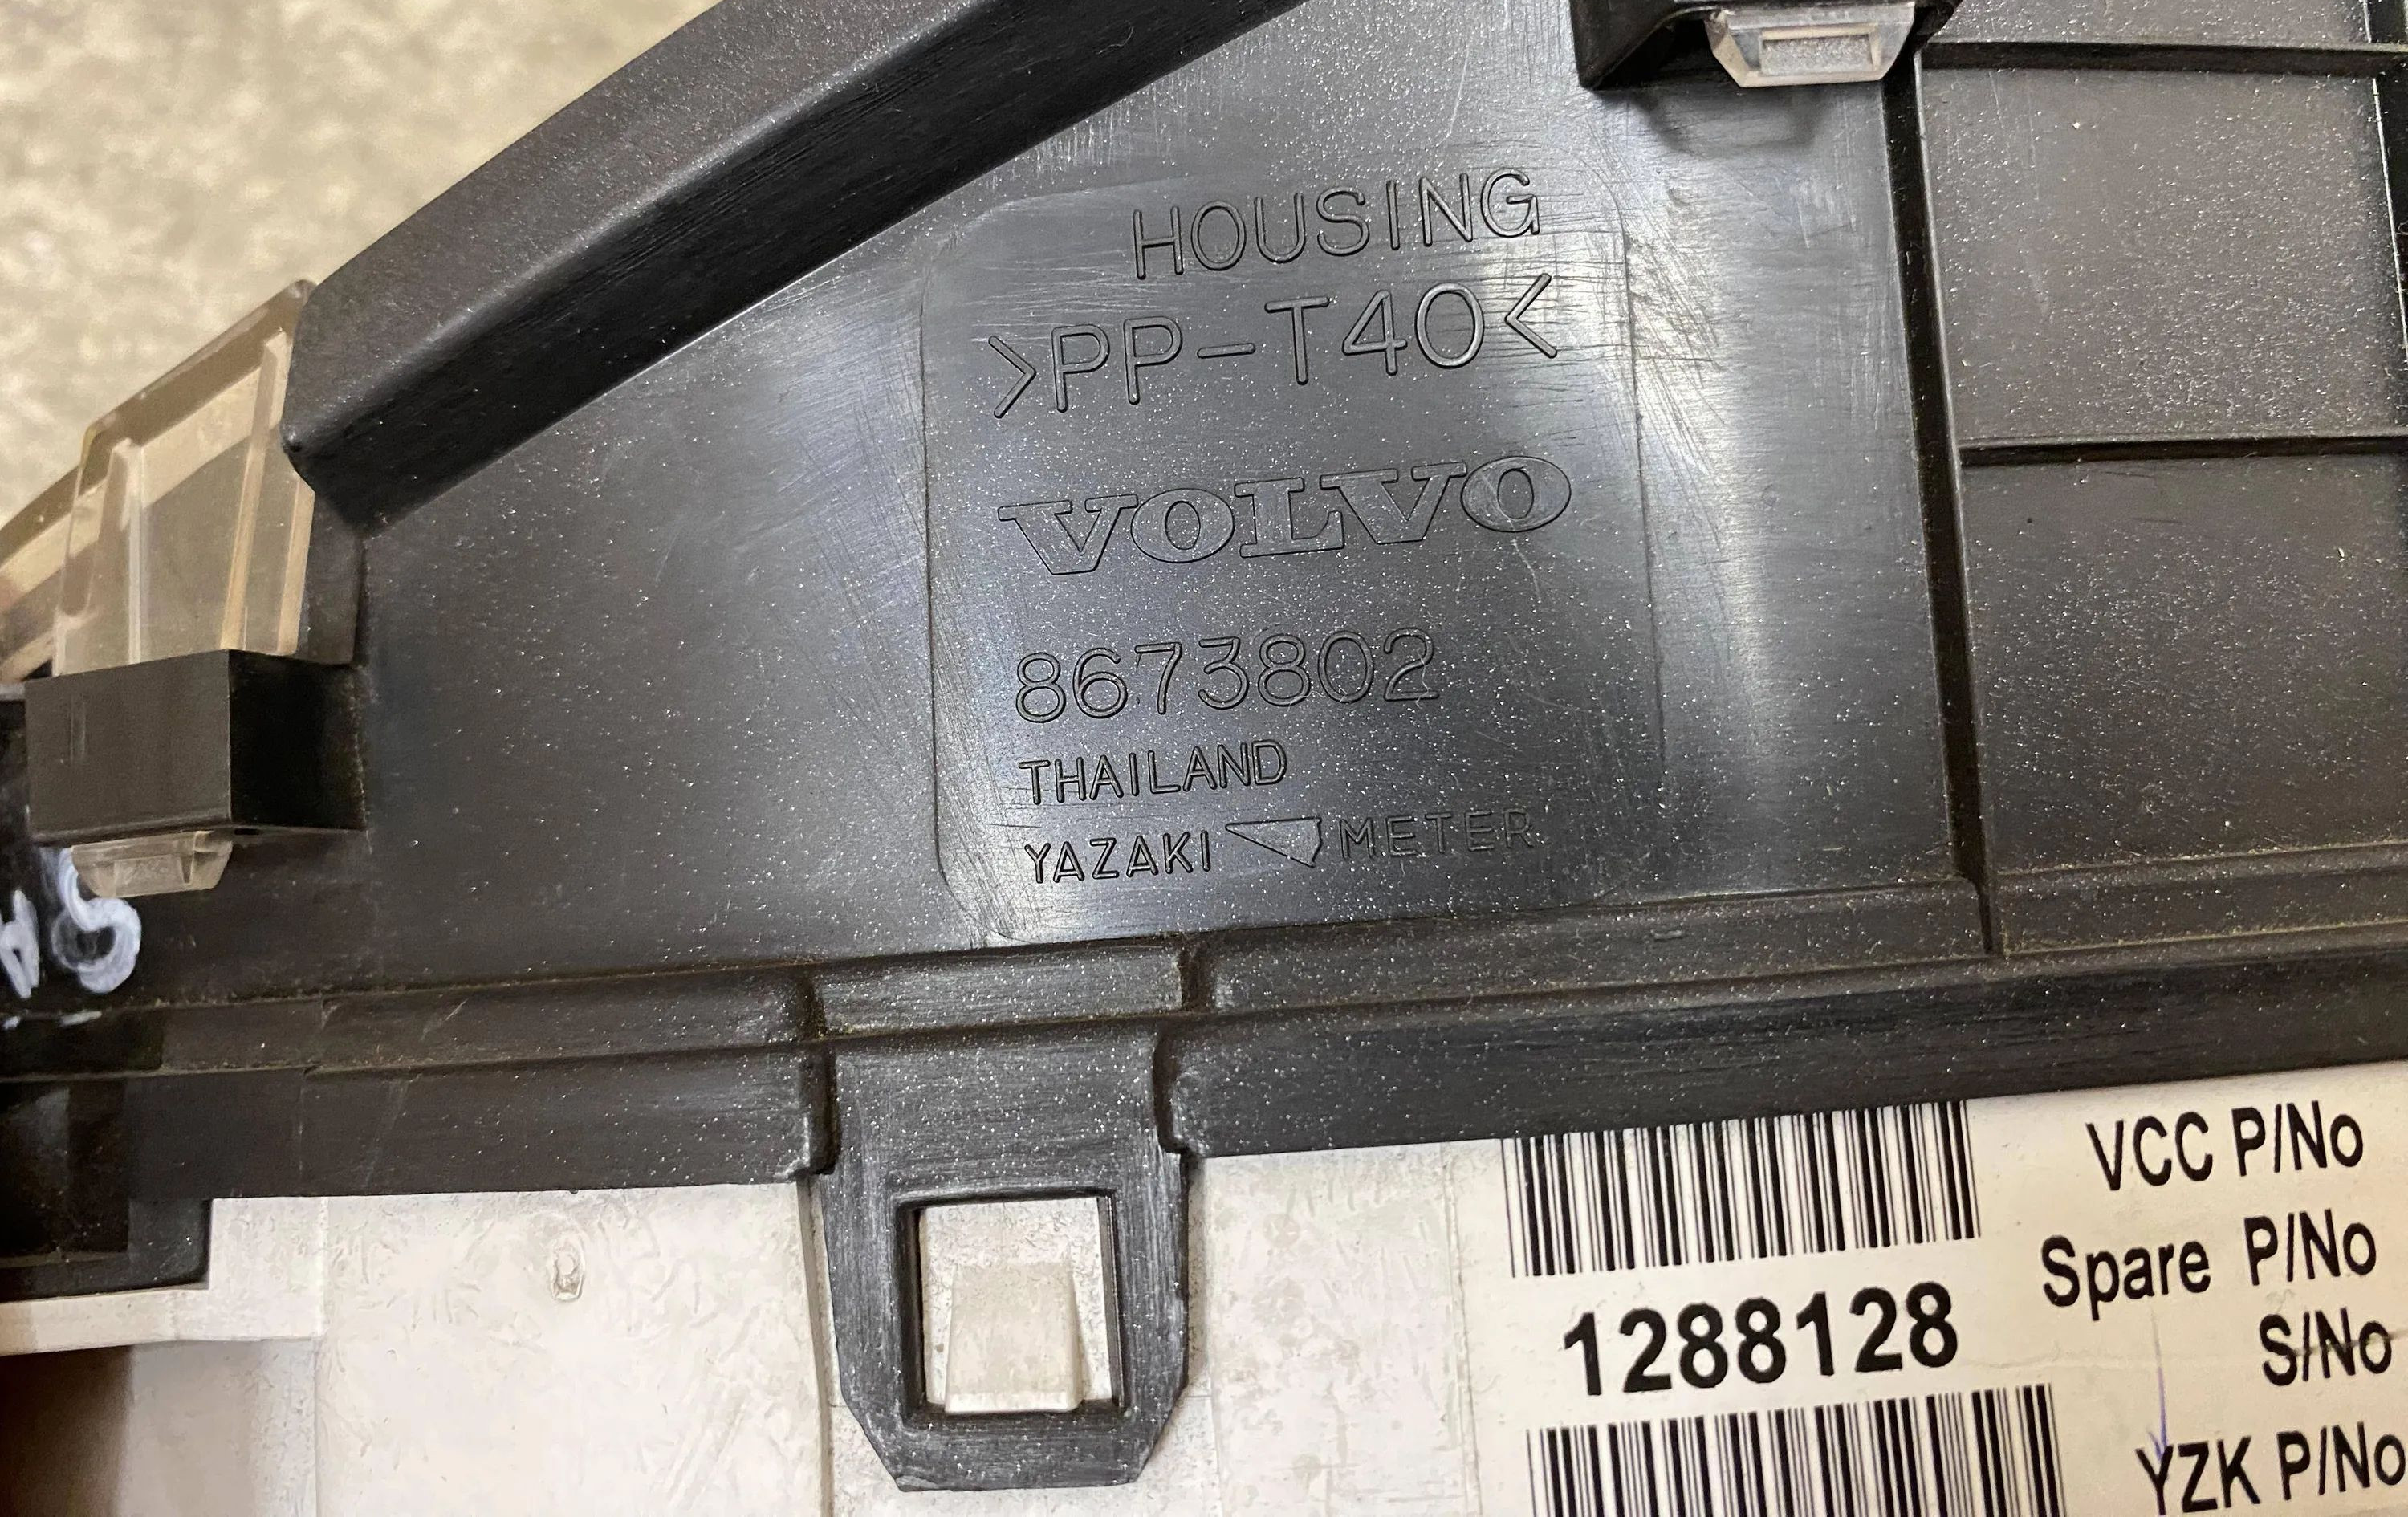 HOUSING
>PP-T40<
VOLVO
8673802
THAILAND
YAZAKI METER
VCC P/No
Spare P/No
1288128
S/No
YZK P/No